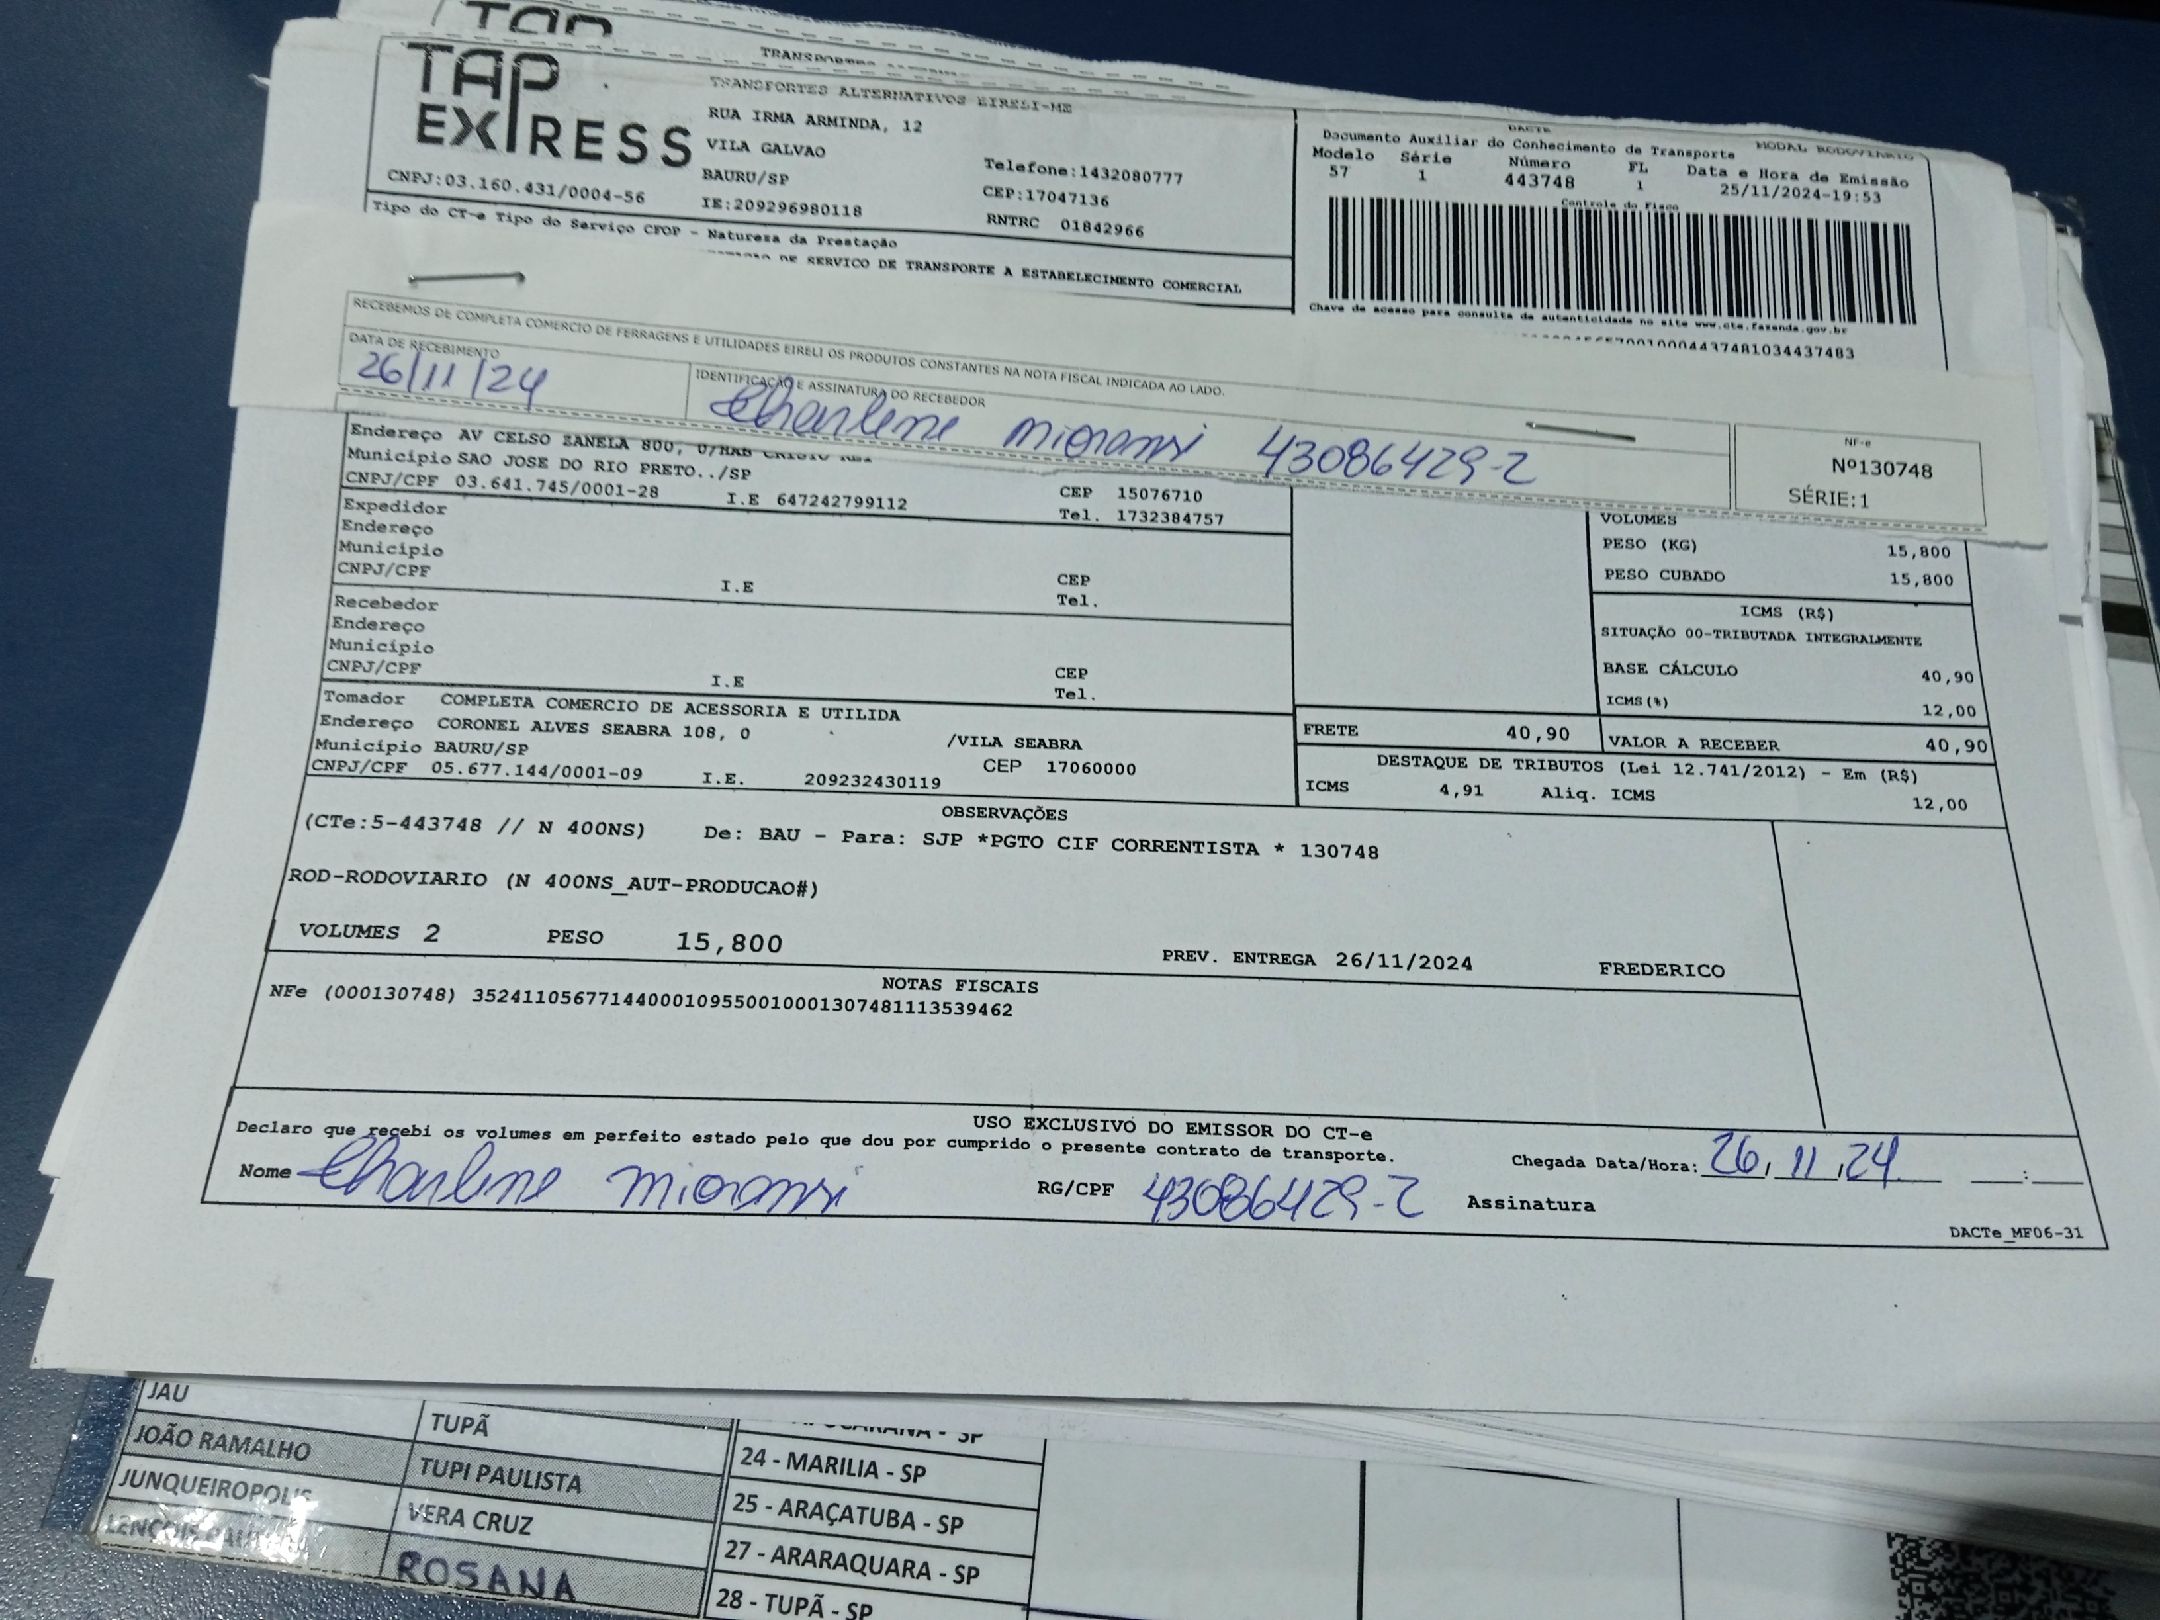 TAP
EXPRESS
TRANSPORTES ALTERNATIVOS EIRELI-ME
RUA IRMA ARMINDA, 12
VILA GALVAO
BAURU/SP
Telefone:1432080777
CEP:17047136
CNPJ:03.160.431/0004-56
IE:209296980118
RNTRC 01842966
DACTE
MODAL RODOVIARIO
Documento Auxiliar do Conhecimento de Transporte
Modelo Série Número FL Data e Hora de Emissão
57 1 443748 1 25/11/2024-19:53
Controle do Fisco
Tipo do CT-e Tipo do Serviço CFOP - Natureza da Prestação
DE SERVICO DE TRANSPORTE A ESTABELECIMENTO COMERCIAL
Chave de acesso para consulta de autenticidade no site www.cte.fazenda.gov.br
RECEBEMOS DE COMPLETA COMERCIO DE FERRAGENS E UTILIDADES EIRELI OS PRODUTOS CONSTANTES NA NOTA FISCAL INDICADA AO LADO.
DATA DE RECEBIMENTO
26/11/24
IDENTIFICAÇÃO E ASSINATURA DO RECEBEDOR
Charlene 43086429-2
NF-e
Nº130748
SÉRIE:1
Endereço AV CELSO ZANELA 800, 0/HAB
Município SAO JOSE DO RIO PRETO../SP
CNPJ/CPF 03.641.745/0001-28 I.E 647242799112
CEP 15076710
Tel. 1732384757
Expedidor
Endereço
Município
CNPJ/CPF I.E
CEP
Tel.
Recebedor
Endereço
Município
CNPJ/CPF I.E
CEP
Tel.
Tomador COMPLETA COMERCIO DE ACESSORIA E UTILIDA
Endereço CORONEL ALVES SEABRA 108, 0 /VILA SEABRA
Município BAURU/SP CEP 17060000
CNPJ/CPF 05.677.144/0001-09 I.E. 209232430119
VOLUMES
PESO (KG) 15,800
PESO CUBADO 15,800
ICMS (R$)
SITUAÇÃO 00-TRIBUTADA INTEGRALMENTE
BASE CÁLCULO 40,90
ICMS(%) 12,00
FRETE 40,90 VALOR A RECEBER 40,90
DESTAQUE DE TRIBUTOS (Lei 12.741/2012) - Em (R$)
ICMS 4,91 Aliq. ICMS 12,00
OBSERVAÇÕES
(CTe:5-443748 // N 400NS) De: BAU - Para: SJP *PGTO CIF CORRENTISTA * 130748
ROD-RODOVIARIO (N 400NS_AUT-PRODUCAO#)
VOLUMES 2 PESO 15,800 PREV. ENTREGA 26/11/2024 FREDERICO
NOTAS FISCAIS
NFe (000130748) 35241105677144000109550010001307481113539462
USO EXCLUSIVO DO EMISSOR DO CT-e
Declaro que recebi os volumes em perfeito estado pelo que dou por cumprido o presente contrato de transporte.
Chegada Data/Hora: 26 11 24 :
Nome Charlene RG/CPF 43086429-2 Assinatura
DACTe_MF06-31
JAU
JOÃO RAMALHO
JUNQUEIROPOLIS
TUPÃ
TUPI PAULISTA
VERA CRUZ
ROSANA
24 - MARILIA - SP
25 - ARAÇATUBA - SP
27 - ARARAQUARA - SP
28 - TUPÃ - SP